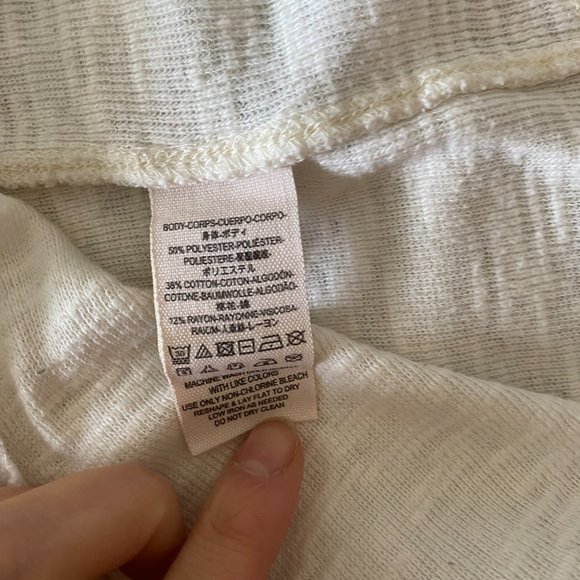 BODY-CORPS-CUERPO-CORPO-
身体-ボディ
50% POLYESTER-POLIÉSTER-
POLIESTERE-聚酯纖維-
ポリエステル
38% COTTON-COTON-ALGODÓN-
COTONE-BAUMWOLLE-ALGODÃO-
棉花-綿
12% RAYON-RAYONNE-VISCOSA-
RAION-人造絲-レーヨン
30
MACHINE WASH
WITH LIKE COLORS
USE ONLY NON-CHLORINE BLEACH
RESHAPE & LAY FLAT TO DRY
LOW IRON AS NEEDED
DO NOT DRY CLEAN